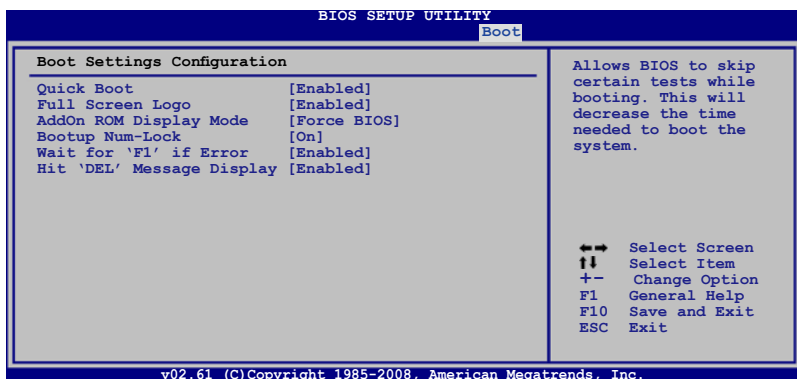 BIOS SETUP UTILITY
Boot
Boot Settings Configuration
Quick Boot [Enabled]
Full Screen Logo [Enabled]
AddOn ROM Display Mode [Force BIOS]
Bootup Num-Lock [On]
Wait for ‘F1’ if Error [Enabled]
Hit ‘DEL’ Message Display [Enabled]
Allows BIOS to skip
certain tests while
booting. This will
decrease the time
needed to boot the
system.
←→ Select Screen
↑↓ Select Item
+- Change Option
F1 General Help
F10 Save and Exit
ESC Exit
v02.61 (C)Copyright 1985-2008, American Megatrends, Inc.